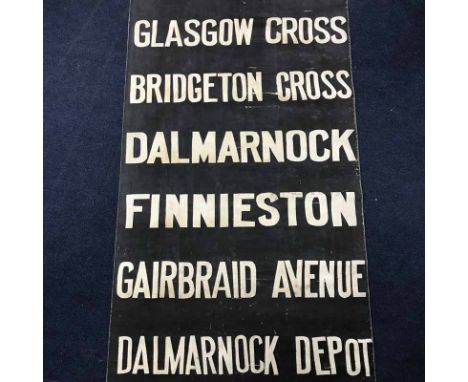 GLASGOW CROSS
BRIDGETON CROSS
DALMARNOCK
FINNIESTON
GAIRBRAID AVENUE
DALMARNOCK DEPOT